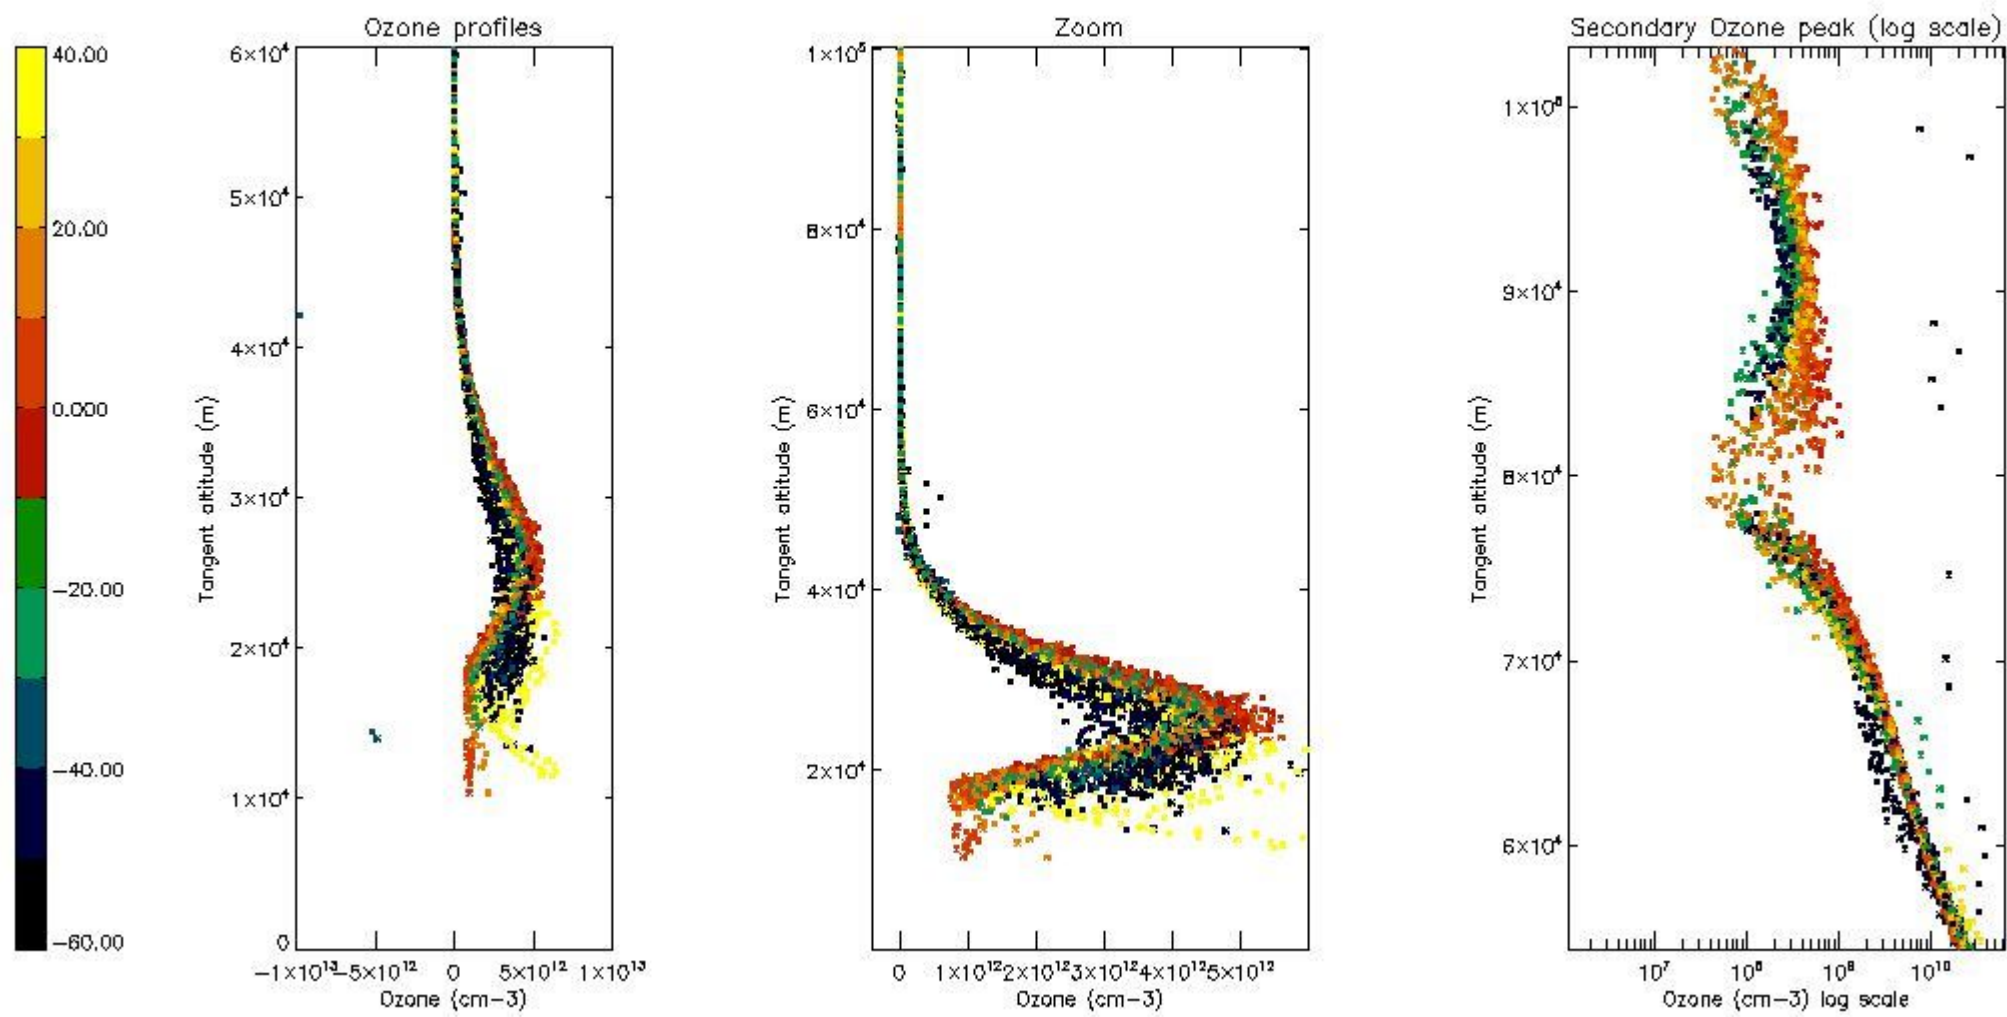 Ozone profiles
Zoom
Secondary Ozone peak (log scale)
40.00
20.00
0.000
−20.00
−40.00
−60.00
Tangent altitude (m)
6×10⁴
5×10⁴
4×10⁴
3×10⁴
2×10⁴
1×10⁴
0
−1×10¹³ −5×10¹² 0 5×10¹² 1×10¹³
Ozone (cm−3)
Tangent altitude (m)
1×10⁵
8×10⁴
6×10⁴
4×10⁴
2×10⁴
0 1×10¹² 2×10¹² 3×10¹² 4×10¹² 5×10¹²
Ozone (cm−3)
Tangent altitude (m)
1×10⁵
9×10⁴
8×10⁴
7×10⁴
6×10⁴
10⁷ 10⁸ 10⁹ 10¹⁰
Ozone (cm−3) log scale